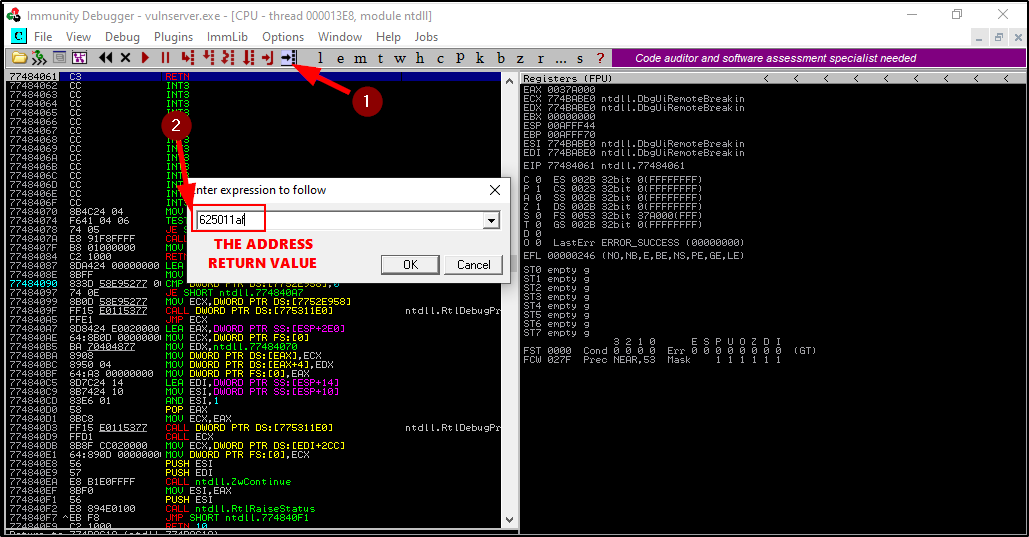 Immunity Debugger - vulnserver.exe - [CPU - thread 000013E8, module ntdll]
C File View Debug Plugins ImmLib Options Window Help Jobs
l e m t w h c p k b z r ... s ? Code auditor and software assessment specialist needed
1
2
77484061 C3 RETN
77484062 CC INT3
77484063 CC INT3
77484064 CC INT3
77484065 CC INT3
77484066 CC INT3
77484067 CC INT3
77484068 CC INT3
77484069 CC INT3
7748406A CC
7748406B CC INT3
7748406C CC INT3
7748406D CC INT3
7748406E CC INT3
7748406F CC INT3
77484070 8B4C24 04 MOV
77484074 F641 04 06 TEST
77484078 74 05 JE S
7748407A E8 91F8FFFF CALL
7748407F B8 01000000 MOV
77484084 C2 1000 RETN
77484087 8DA424 00000000 LEA
7748408E 8BFF MOV
77484090 833D 58E95277 00 CMP DWORD PTR DS:[7752E958],0
77484097 74 0E JE SHORT ntdll.774840A7
77484099 8B0D 58E95277 MOV ECX,DWORD PTR DS:[7752E958]
7748409F FF15 E0115377 CALL DWORD PTR DS:[775311E0] ntdll.RtlDebugPr
774840A5 FFE1 JMP ECX
774840A7 8D8424 E0020000 LEA EAX,DWORD PTR SS:[ESP+2E0]
774840AE 64:8B0D 00000000 MOV ECX,DWORD PTR FS:[0]
774840B5 BA 70404877 MOV EDX,ntdll.77484070
774840BA 8908 MOV DWORD PTR DS:[EAX],ECX
774840BC 8950 04 MOV DWORD PTR DS:[EAX+4],EDX
774840BF 64:A3 00000000 MOV DWORD PTR FS:[0],EAX
774840C5 8D7C24 14 LEA EDI,DWORD PTR SS:[ESP+14]
774840C9 8B7424 10 MOV ESI,DWORD PTR SS:[ESP+10]
774840CD 83E6 01 AND ESI,1
774840D0 58 POP EAX
774840D1 8BC8 MOV ECX,EAX
774840D3 FF15 E0115377 CALL DWORD PTR DS:[775311E0] ntdll.RtlDebugPr
774840D9 FFD1 CALL ECX
774840DB 8B8F CC020000 MOV ECX,DWORD PTR DS:[EDI+2CC]
774840E1 64:890D 00000000 MOV DWORD PTR FS:[0],ECX
774840E8 56 PUSH ESI
774840E9 57 PUSH EDI
774840EA E8 B1E0FFFF CALL ntdll.ZwContinue
774840EF 8BF0 MOV ESI,EAX
774840F1 56 PUSH ESI
774840F2 E8 894E0100 CALL ntdll.RtlRaiseStatus
774840F7 ^EB F8 JMP SHORT ntdll.774840F1
774840F9 C2 1000 RETN 10
Enter expression to follow
625011af
THE ADDRESS
RETURN VALUE
OK Cancel
Registers (FPU) < < < < < < < <
EAX 0037A000
ECX 774BABE0 ntdll.DbgUiRemoteBreakin
EDX 774BABE0 ntdll.DbgUiRemoteBreakin
EBX 00000000
ESP 00AFFF44
EBP 00AFFF70
ESI 774BABE0 ntdll.DbgUiRemoteBreakin
EDI 774BABE0 ntdll.DbgUiRemoteBreakin
EIP 77484061 ntdll.77484061
C 0 ES 002B 32bit 0(FFFFFFFF)
P 1 CS 0023 32bit 0(FFFFFFFF)
A 0 SS 002B 32bit 0(FFFFFFFF)
Z 1 DS 002B 32bit 0(FFFFFFFF)
S 0 FS 0053 32bit 37A000(FFF)
T 0 GS 002B 32bit 0(FFFFFFFF)
D 0
O 0 LastErr ERROR_SUCCESS (00000000)
EFL 00000246 (NO,NB,E,BE,NS,PE,GE,LE)
ST0 empty g
ST1 empty g
ST2 empty g
ST3 empty g
ST4 empty g
ST5 empty g
ST6 empty g
ST7 empty g
3 2 1 0 E S P U O Z D I
FST 0000 Cond 0 0 0 0 Err 0 0 0 0 0 0 0 0 (GT)
FCW 027F Prec NEAR,53 Mask 1 1 1 1 1 1